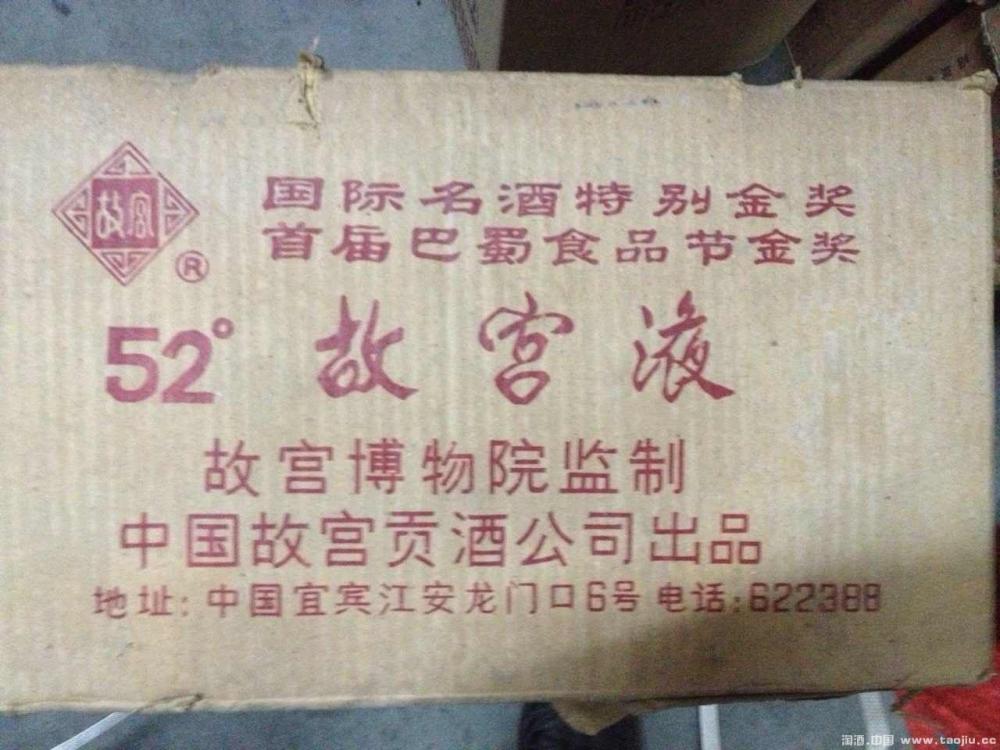 故宫
®
国际名酒特别金奖
首届巴蜀食品节金奖
52° 故宫液
故宫博物院监制
中国故宫贡酒公司出品
地址:中国宜宾江安龙门口6号 电话:622388
淘酒.中国 www.taojiu.cc